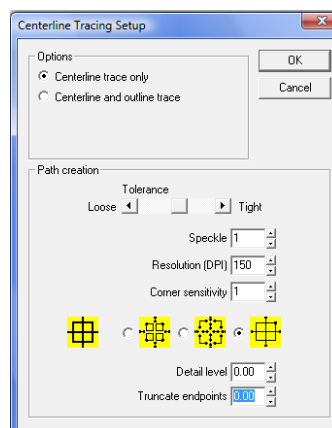 Centerline Tracing Setup
Options
Centerline trace only
Centerline and outline trace
OK
Cancel
Path creation
Tolerance
Loose Tight
Speckle 1
Resolution (DPI) 150
Corner sensitivity 1
Detail level 0.00
Truncate endpoints 0.00